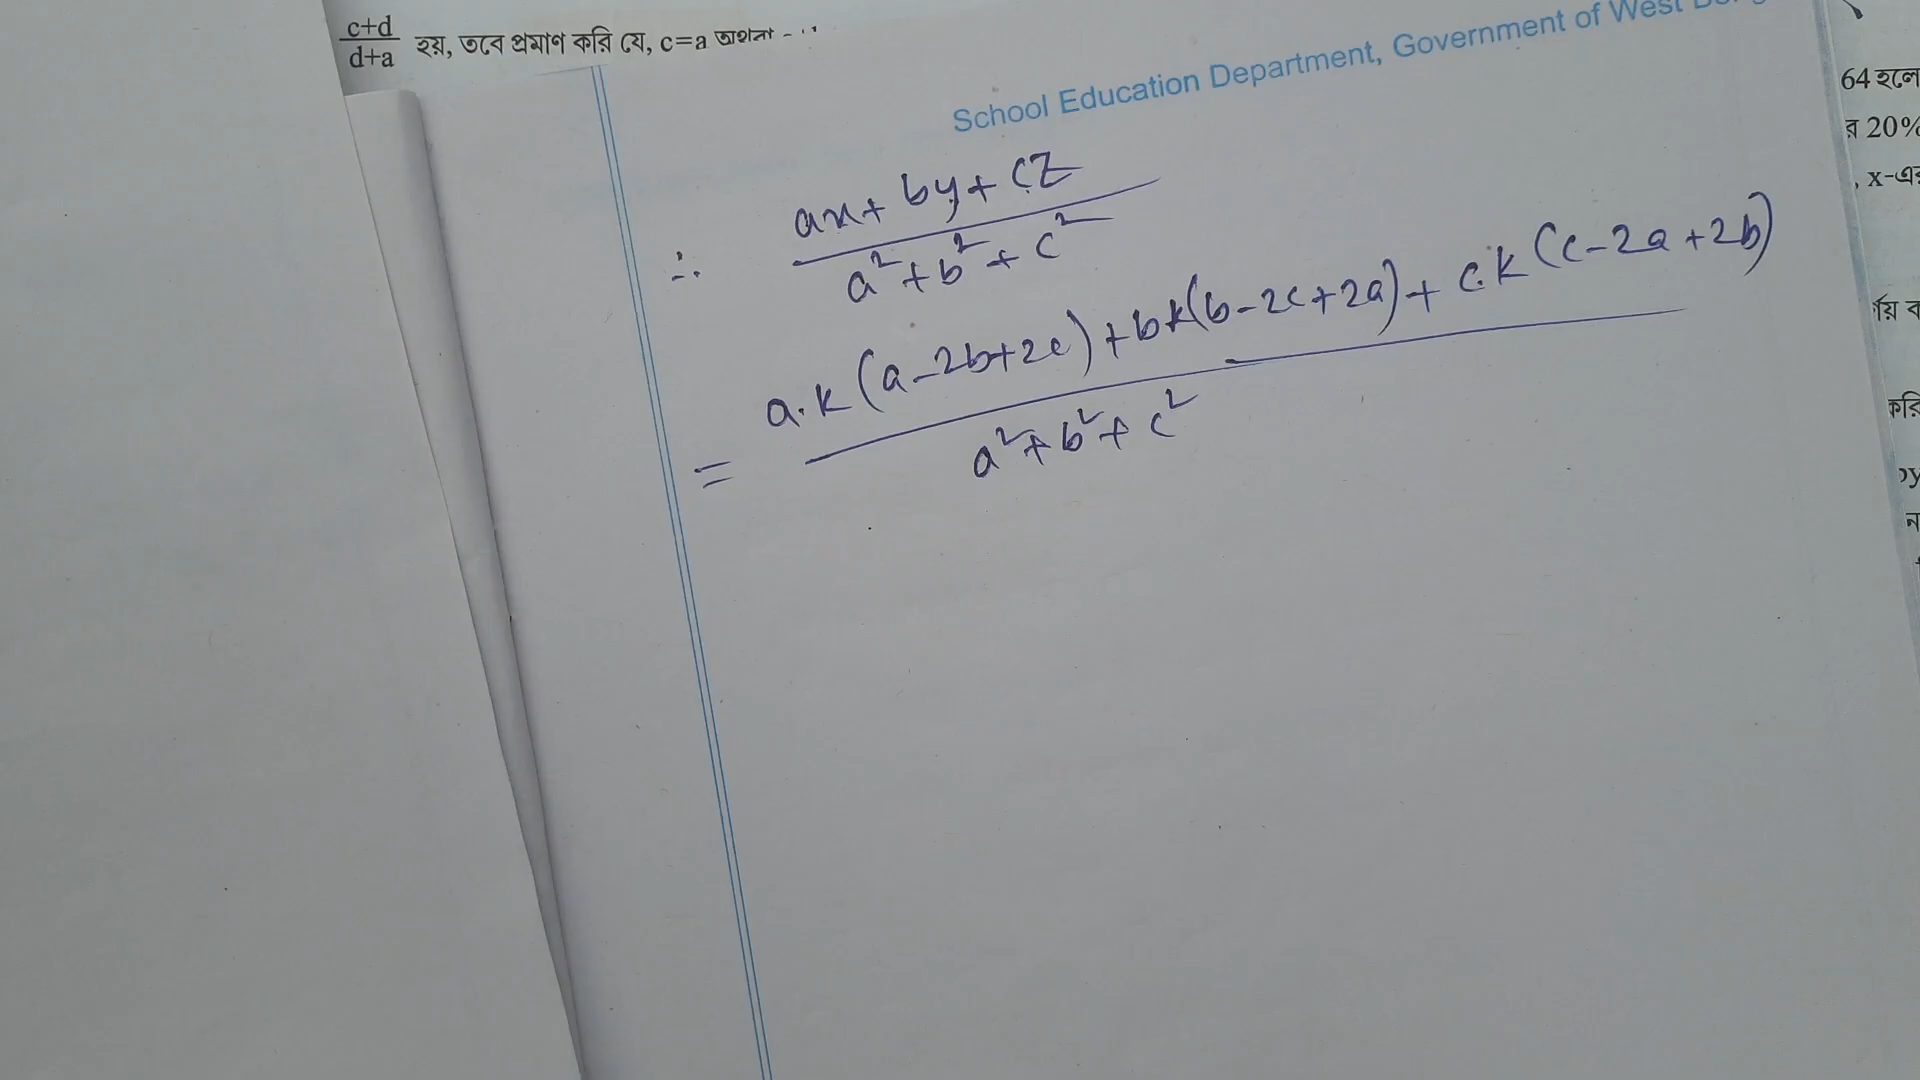 c+d
d+a
হয়, তবে প্রমাণ করি যে, c=a
School Education Department, Government of West
64 হলে
র 20%
, x-এর
∴ ax + by + cz
a² + b² + c²
a.k (a-2b+2c) + bk(b-2c+2a) + c.k (c-2a+2b)
=
a² + b² + c²
করি